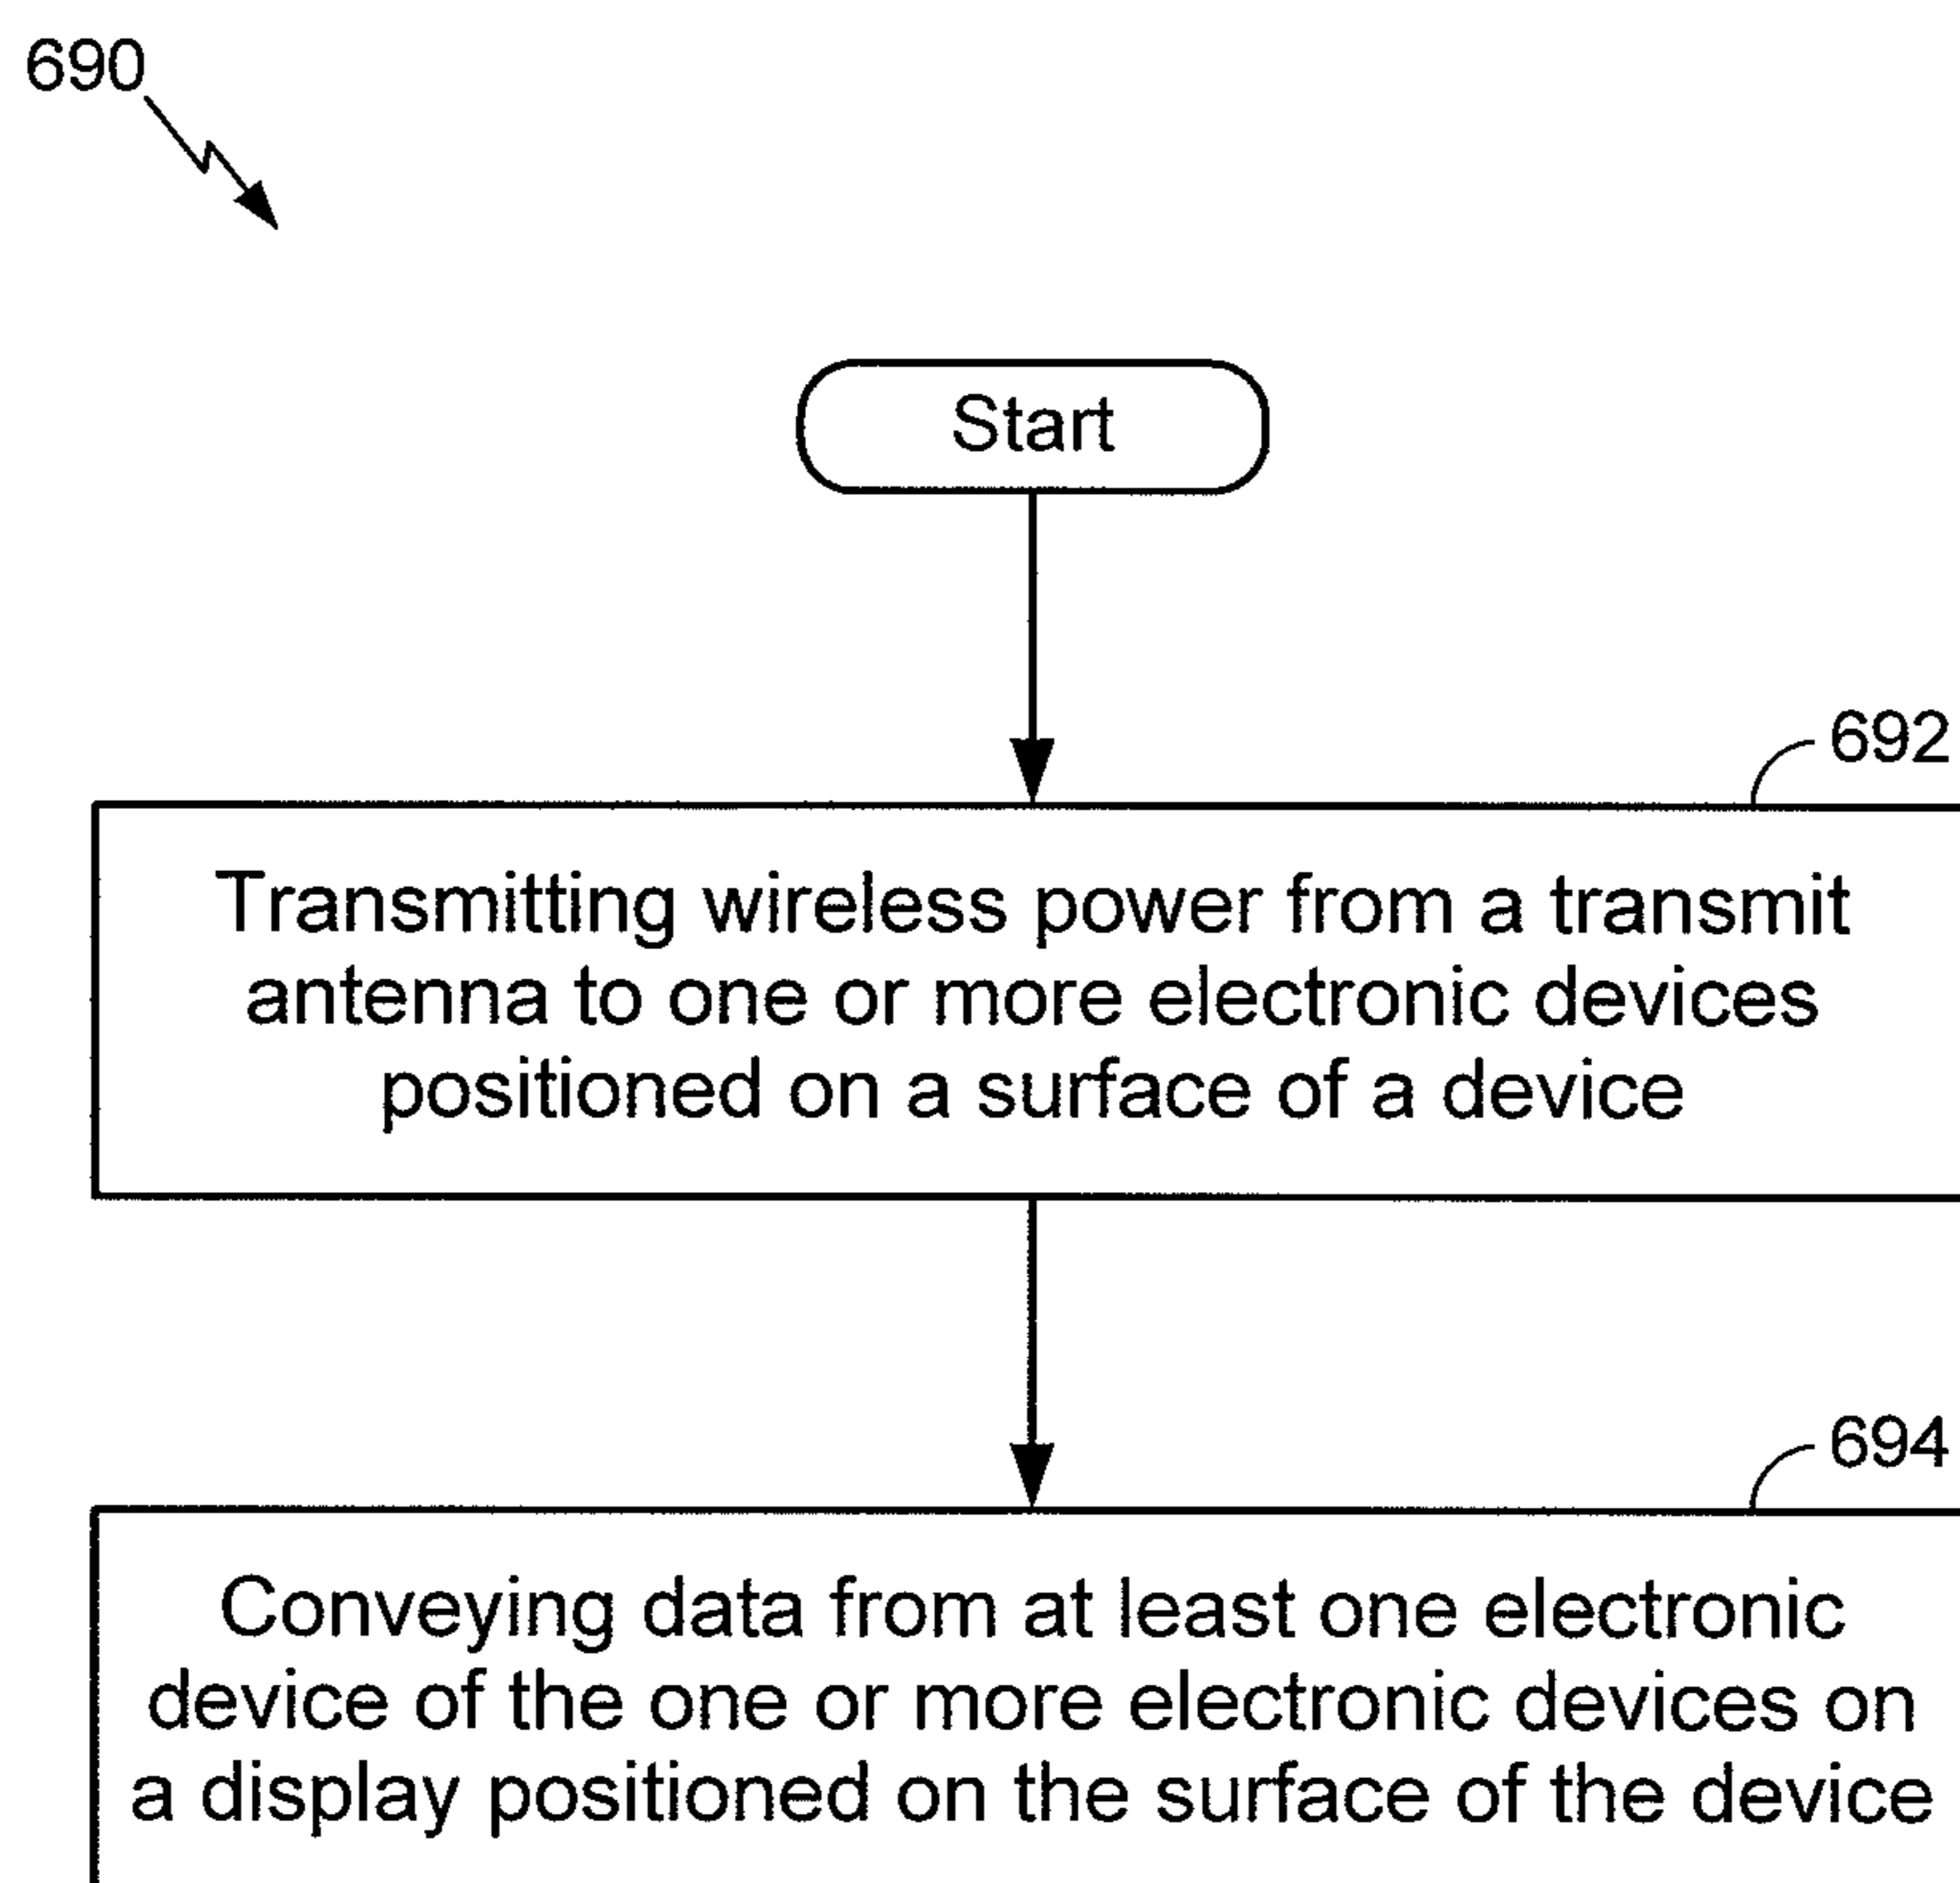 690
Start
692
Transmitting wireless power from a transmit
antenna to one or more electronic devices
positioned on a surface of a device
694
Conveying data from at least one electronic
device of the one or more electronic devices on
a display positioned on the surface of the device